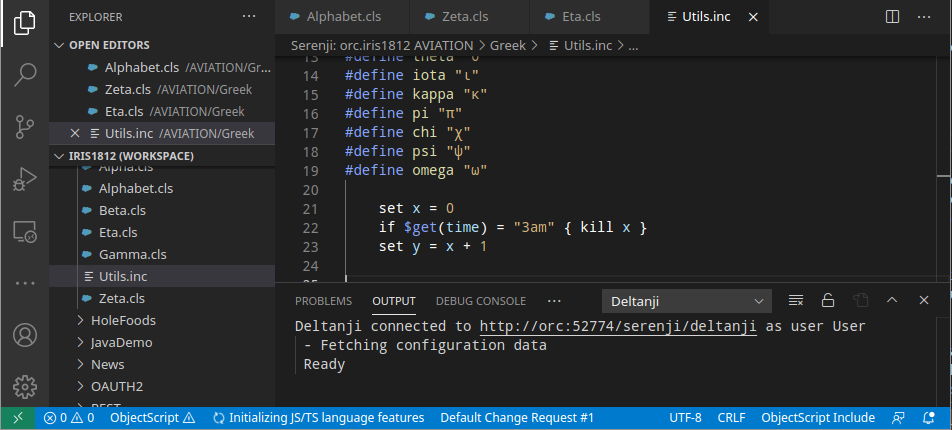 EXPLORER
OPEN EDITORS
Alphabet.cls /AVIATION/Gr...
Zeta.cls /AVIATION/Greek
Eta.cls /AVIATION/Greek
Utils.inc /AVIATION/Greek
IRIS1812 (WORKSPACE)
Alpha.cls
Alphabet.cls
Beta.cls
Eta.cls
Gamma.cls
Utils.inc
Zeta.cls
HoleFoods
JavaDemo
News
OAUTH2
REST
Alphabet.cls
Zeta.cls
Eta.cls
Utils.inc
Serenji: orc.iris1812 AVIATION > Greek > Utils.inc > ...
13 #define theta "θ"
14 #define iota "ι"
15 #define kappa "κ"
16 #define pi "π"
17 #define chi "χ"
18 #define psi "ψ"
19 #define omega "ω"
20
21 set x = 0
22 if $get(time) = "3am" { kill x }
23 set y = x + 1
24
25
PROBLEMS OUTPUT DEBUG CONSOLE ... Deltanji
Deltanji connected to http://orc:52774/serenji/deltanji as user User
- Fetching configuration data
Ready
0 0 ObjectScript Initializing JS/TS language features Default Change Request #1 UTF-8 CRLF ObjectScript Include